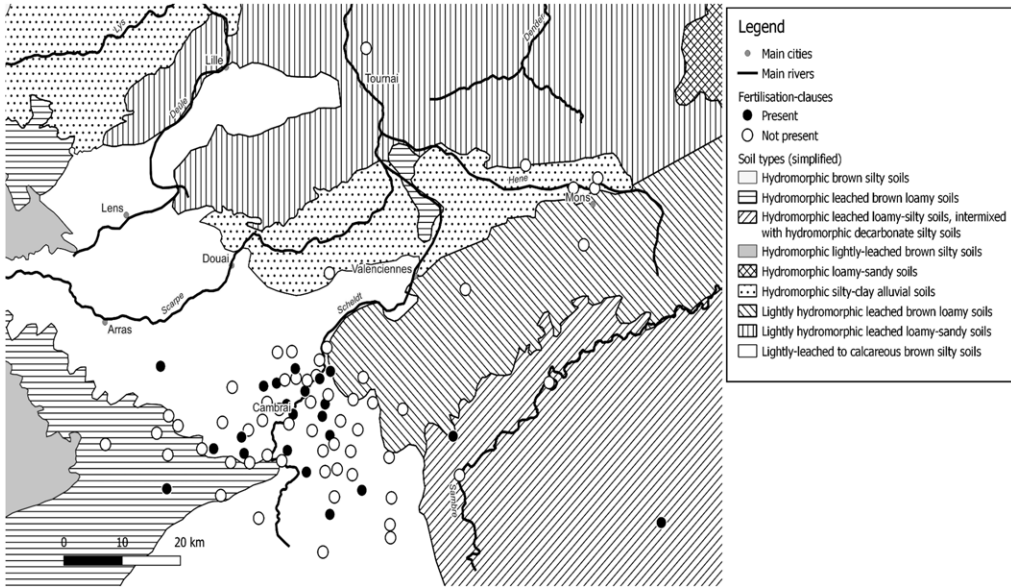 Lys
Dender
Lille
Tournai
Deûle
Hene
Mons
Lens
Douai
Valenciennes
Scheldt
Scarpe
Arras
Cambrai
Sambre
0 10 20 km
Legend
Main cities
Main rivers
Fertilisation-clauses
Present
Not present
Soil types (simplified)
Hydromorphic brown silty soils
Hydromorphic leached brown loamy soils
Hydromorphic leached loamy-silty soils, intermixed
with hydromorphic decarbonate silty soils
Hydromorphic lightly-leached brown silty soils
Hydromorphic loamy-sandy soils
Hydromorphic silty-clay alluvial soils
Lightly hydromorphic leached brown loamy soils
Lightly hydromorphic leached loamy-sandy soils
Lightly-leached to calcareous brown silty soils